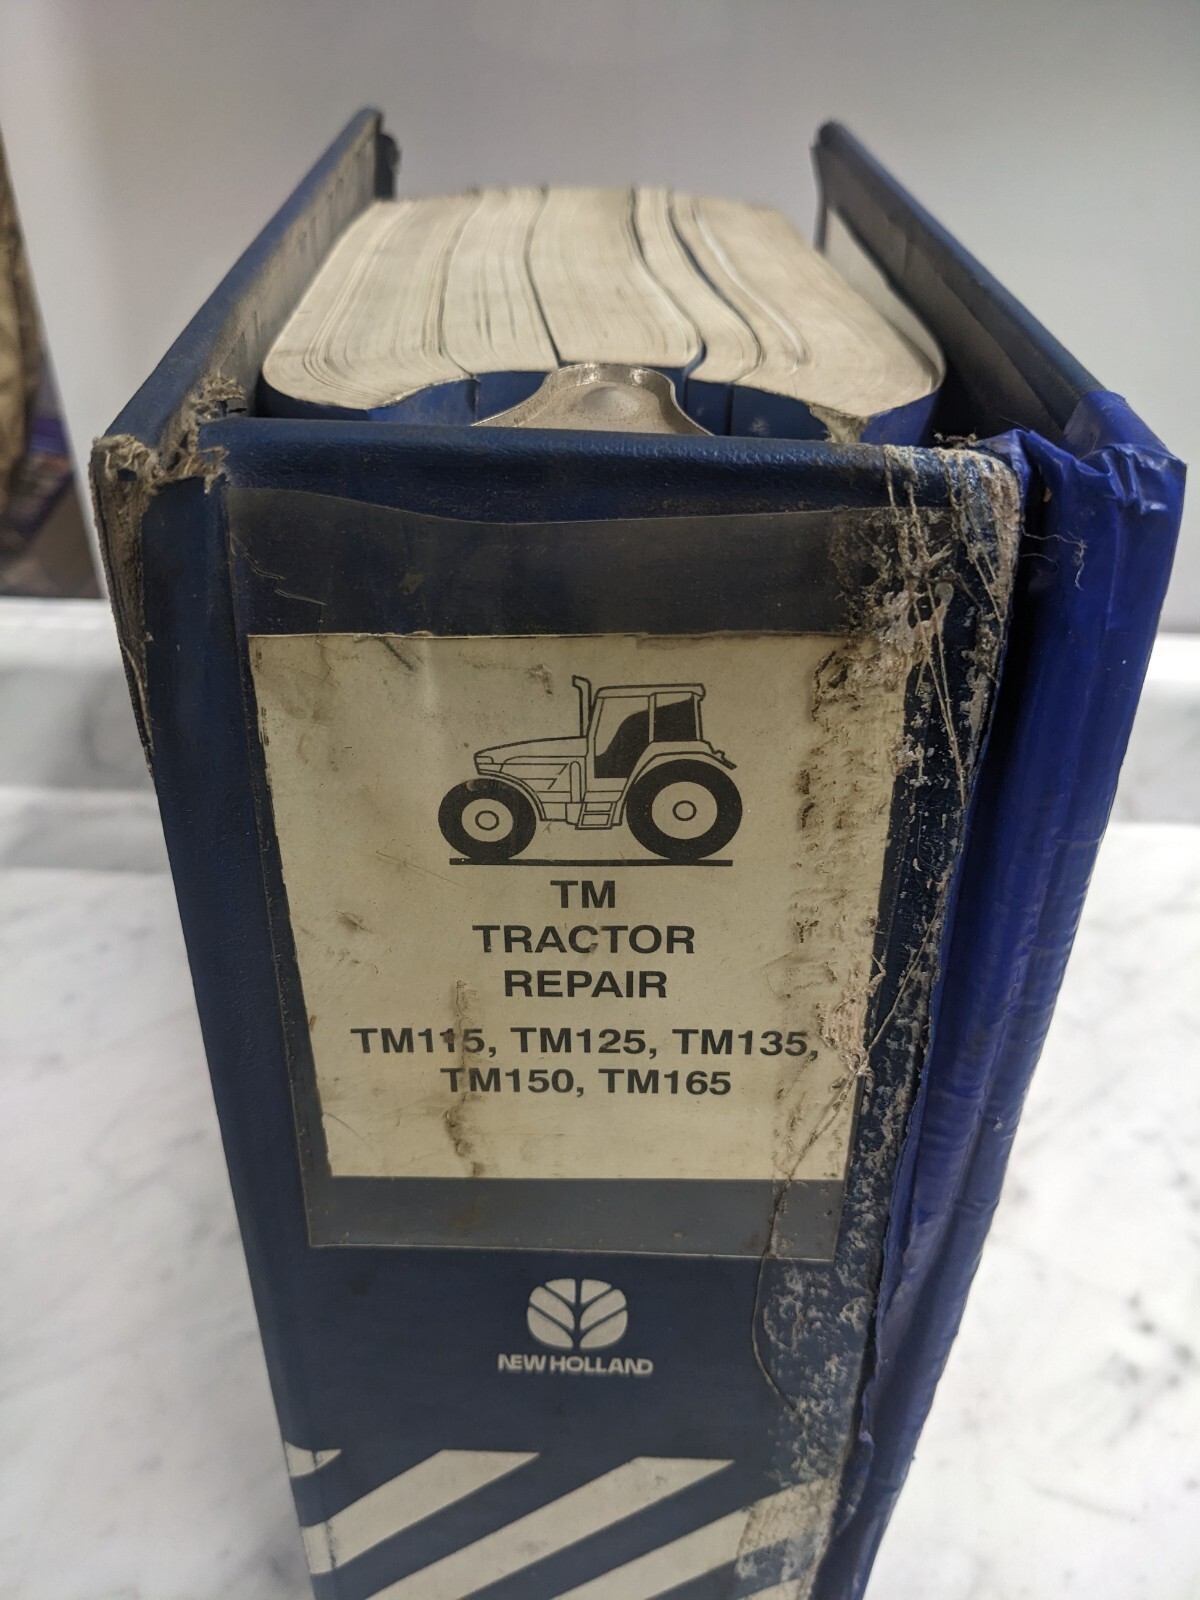 TM
TRACTOR
REPAIR
TM115, TM125, TM135,
TM150, TM165
NEW HOLLAND